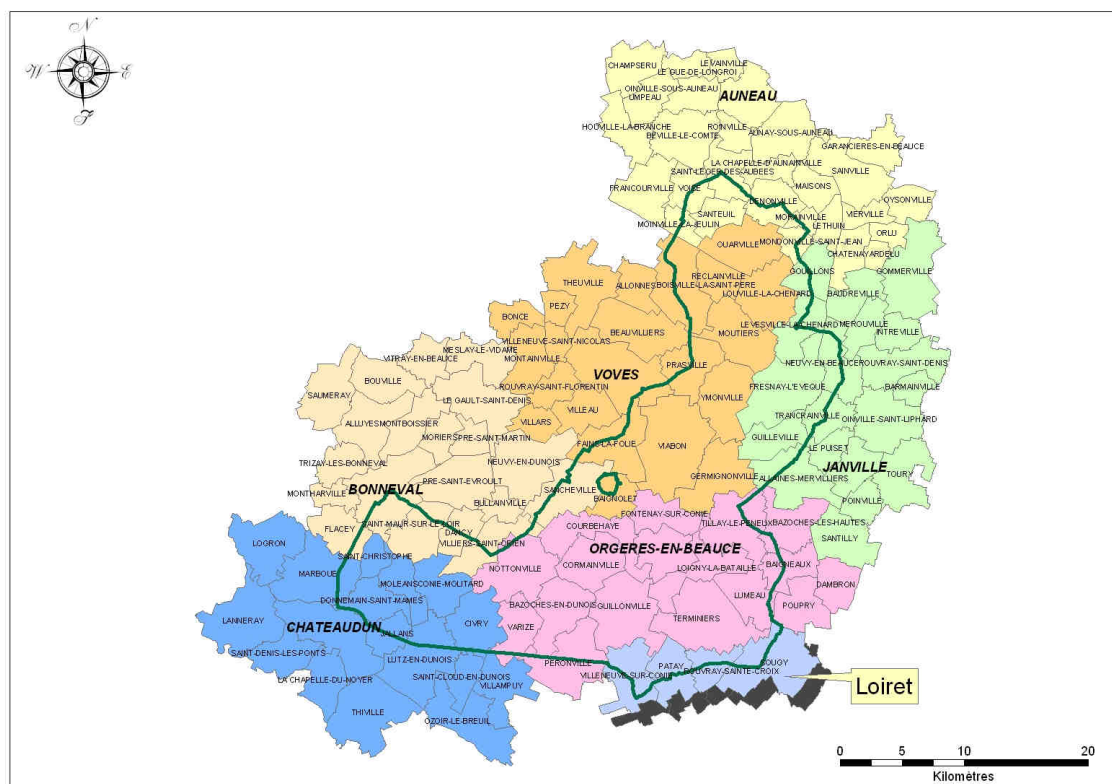 N
W
E
CHAMPSERU
LEVAINVILLE
LE GUE-DE-LONGROI
OINVILLE-SOUS-AUNEAU
UMPEAU
AUNEAU
HOUVILLE-LA-BRANCHE
BEVILLE-LE-COMTE
ROINVILLE
AUNAY-SOUS-AUNEAU
GARANCIERES-EN-BEAUCE
LA CHAPELLE-D'AUNAINVILLE
SAINT-LEGER-DES-AUBEES
SAINVILLE
MAISONS
FRANCOURVILLE
VOISE
OYSONVILLE
DENONVILLE
VIERVILLE
SANTEUIL
MORAINVILLE
MOINVILLE-LA-JEULIN
LETHUIN
ORLU
OUARVILLE
MONDONVILLE-SAINT-JEAN
CHATENAY
ARDELU
GOUILLONS
GOMMERVILLE
THEUVILLE
ALLONNES
RECLAINVILLE
BOISVILLE-LA-SAINT-PERE
LOUVILLE-LA-CHENARD
BAUDREVILLE
PEZY
BONCE
BEAUVILLIERS
MOUTIERS
LEVESVILLE-LA-CHENARD
MEROUVILLE
INTREVILLE
VILLENEUVE-SAINT-NICOLAS
MESLAY-LE-VIDAME
VITRAY-EN-BEAUCE
MONTAINVILLE
PRASVILLE
NEUVY-EN-BEAUCE
ROUVRAY-SAINT-DENIS
BOUVILLE
VOVES
ROUVRAY-SAINT-FLORENTIN
FRESNAY-L'EVEQUE
BARMAINVILLE
SAUMERAY
LE GAULT-SAINT-DENIS
YMONVILLE
VILLEAU
TRANCRAINVILLE
OINVILLE-SAINT-LIPHARD
ALLUYES
MONTBOISSIER
VILLARS
MORIERS
PRE-SAINT-MARTIN
FAINS-LA-FOLIE
VIABON
GUILLEVILLE
LE PUISET
TRIZAY-LES-BONNEVAL
NEUVY-EN-DUNOIS
JANVILLE
TOURY
PRE-SAINT-EVROULT
GERMIGNONVILLE
ALLAINES-MERVILLIERS
MONTHARVILLE
BONNEVAL
SANCHEVILLE
BAIGNOLET
POINVILLE
BULLAINVILLE
FONTENAY-SUR-CONIE
FLACEY
SAINT-MAUR-SUR-LE-LOIR
COURBEHAYE
TILLAY-LE-PENEUX
BAZOCHES-LES-HAUTES
DANCY
VILLIERS-SAINT-ORIEN
SANTILLY
LOGRON
ORGERES-EN-BEAUCE
SAINT-CHRISTOPHE
NOTTONVILLE
CORMAINVILLE
LOIGNY-LA-BATAILLE
BAIGNEAUX
MARBOUE
MOLEANS
CONIE-MOLITARD
DAMBRON
LUMEAU
DONNEMAIN-SAINT-MAMES
BAZOCHES-EN-DUNOIS
GUILLONVILLE
POUPRY
LANNERAY
CHATEAUDUN
JALLANS
CIVRY
VARIZE
TERMINIERS
SAINT-DENIS-LES-PONTS
LUTZ-EN-DUNOIS
PERONVILLE
PATAY
SOUGY
ROUVRAY-SAINTE-CROIX
VILLENEUVE-SUR-CONIE
LA CHAPELLE-DU-NOYER
SAINT-CLOUD-EN-DUNOIS
VILLAMPUY
Loiret
THIVILLE
OZOIR-LE-BREUIL
0 5 10 20
Kilomètres